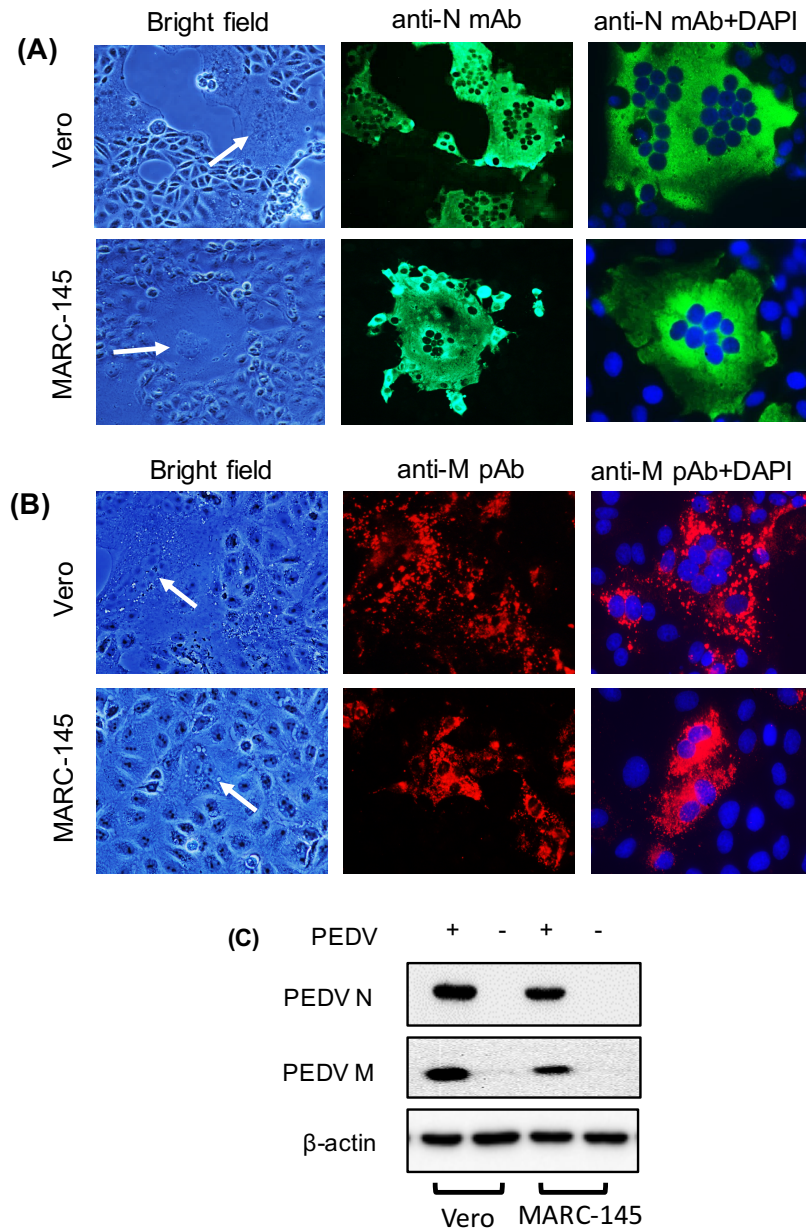 (A)
Bright field anti-N mAb anti-N mAb+DAPI
Vero
MARC-145
(B)
Bright field anti-M pAb anti-M pAb+DAPI
Vero
MARC-145
(C) PEDV + - + -
PEDV N
PEDV M
β-actin
Vero MARC-145